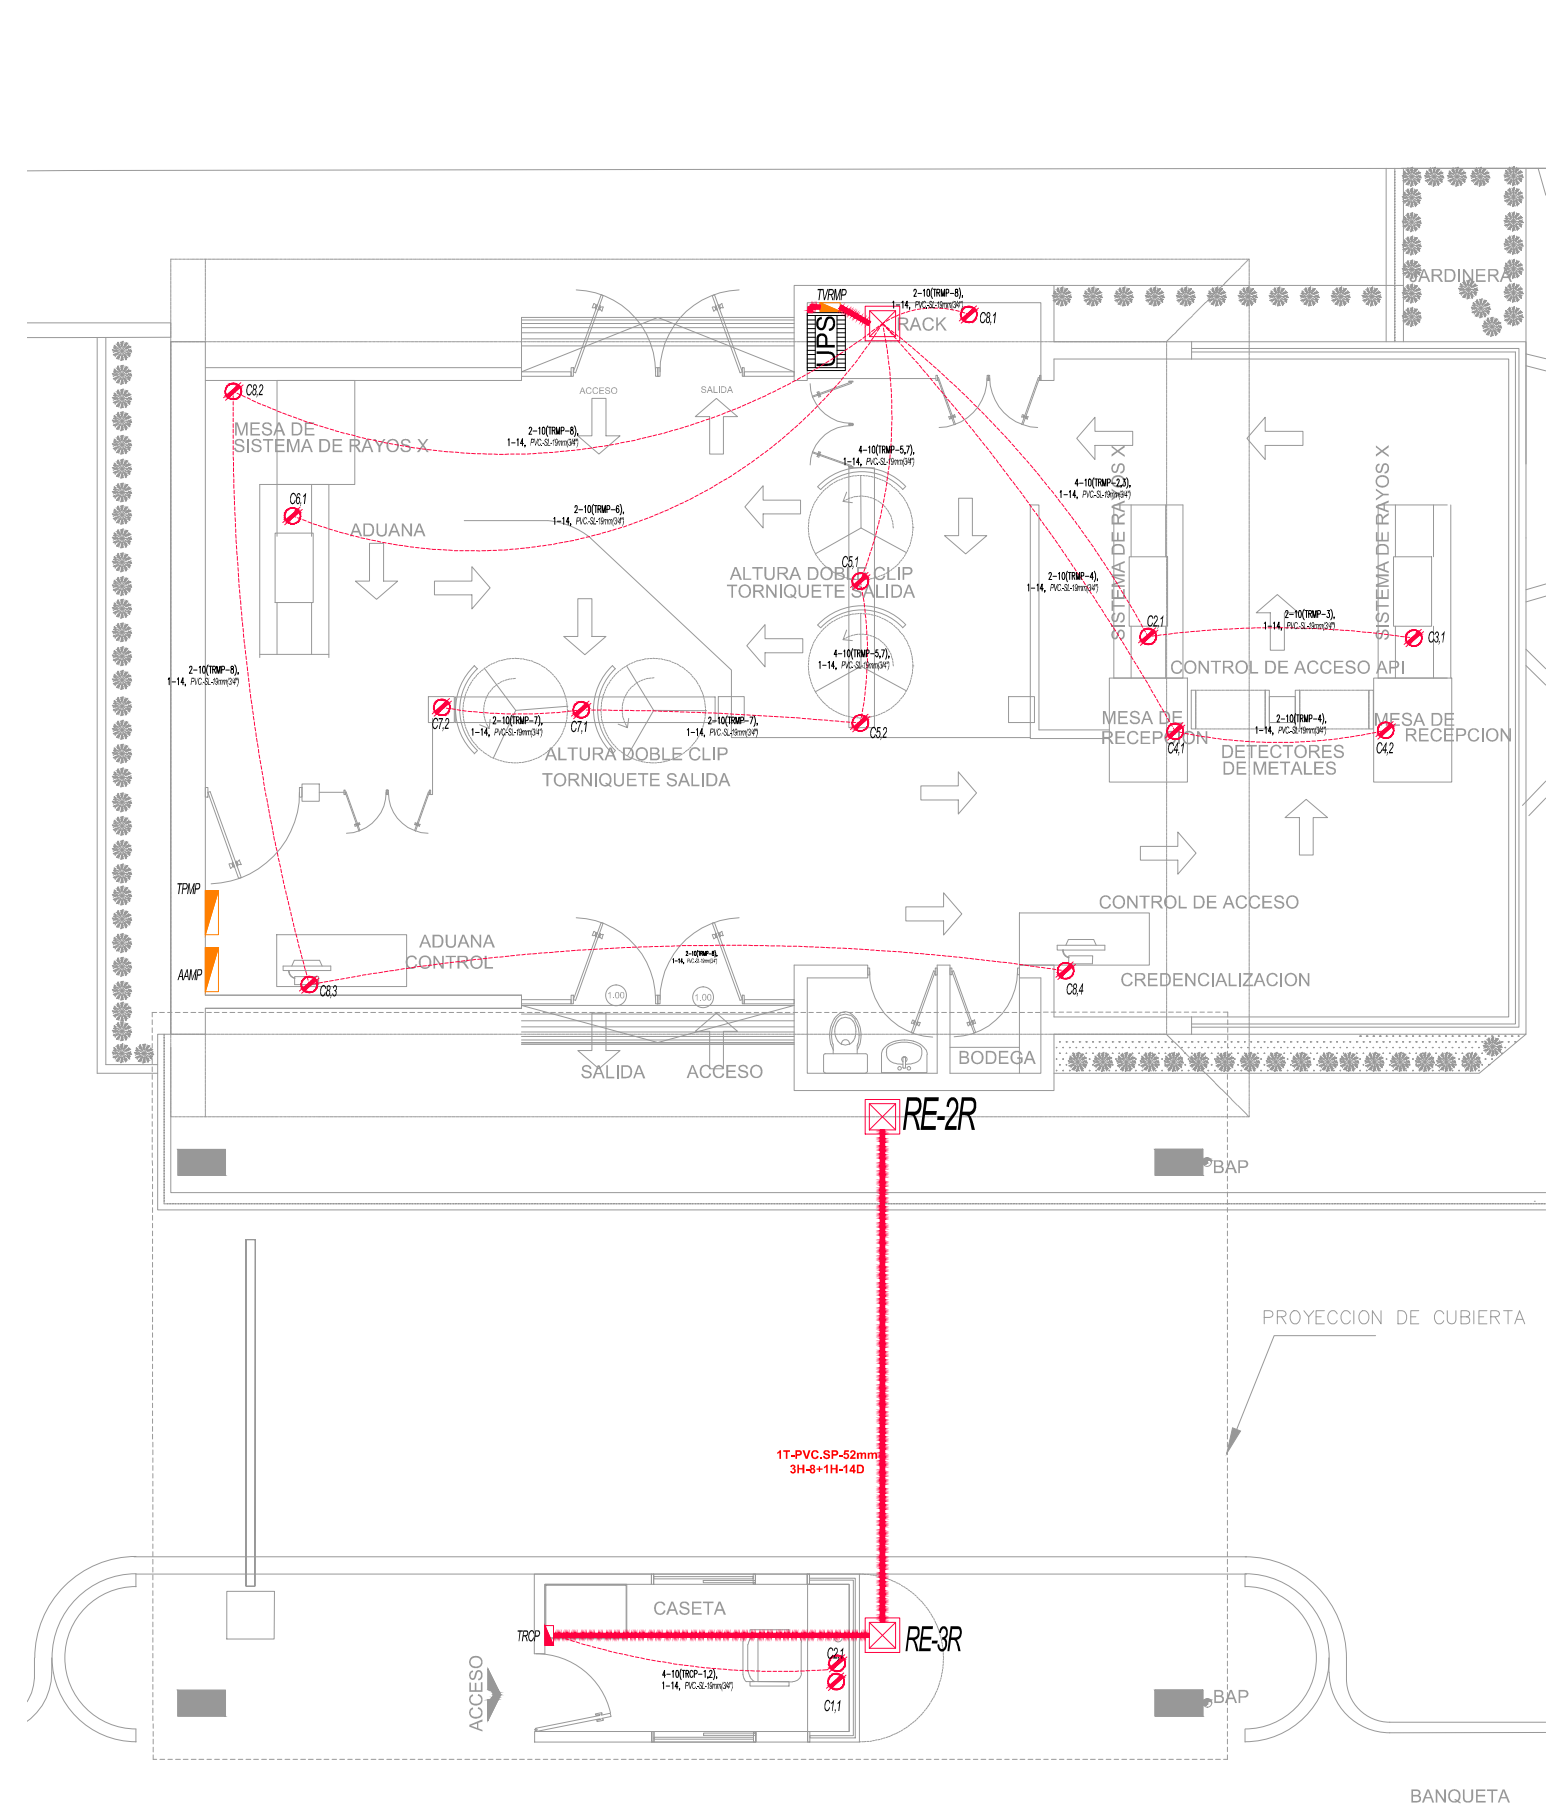 JARDINERA
TVRMP
2-10(TRMP-8),
1-14, PVC-SL-19mm(3/4")
C8,1
RACK
UPS
C8,2
ACCESO
SALIDA
MESA DE
SISTEMA DE RAYOS X
2-10(TRMP-8),
1-14, PVC-SL-19mm(3/4")
4-10(TRMP-5,7),
1-14, PVC-SL-19mm(3/4")
4-10(TRMP-2,3),
1-14, PVC-SL-19mm(3/4")
SISTEMA DE RAYOS X
SISTEMA DE RAYOS X
C6,1
ADUANA
2-10(TRMP-6),
1-14, PVC-SL-19mm(3/4")
C5,1
ALTURA DOBLE CLIP
TORNIQUETE SALIDA
2-10(TRMP-4),
1-14, PVC-SL-19mm(3/4")
C2,1
2-10(TRMP-3),
1-14, PVC-SL-19mm(3/4")
C3,1
4-10(TRMP-5,7),
1-14, PVC-SL-19mm(3/4")
CONTROL DE ACCESO API
2-10(TRMP-8),
1-14, PVC-SL-19mm(3/4")
C7,2
2-10(TRMP-7),
1-14, PVC-SL-19mm(3/4")
C7,1
2-10(TRMP-7),
1-14, PVC-SL-19mm(3/4")
C5,2
MESA DE
RECEPCION
C4,1
2-10(TRMP-4),
1-14, PVC-SL-19mm(3/4")
C4,2
MESA DE
RECEPCION
DETECTORES
DE METALES
ALTURA DOBLE CLIP
TORNIQUETE SALIDA
TPMP
CONTROL DE ACCESO
ADUANA
CONTROL
AAMP
C8,3
2-10(TRMP-8),
1-14, PVC-SL-19mm(3/4")
C8,4
CREDENCIALIZACION
1.00
1.00
SALIDA
ACCESO
BODEGA
RE-2R
BAP
PROYECCION DE CUBIERTA
1T-PVC.SP-52mm
3H-8+1H-14D
CASETA
TRCP
RE-3R
C2,1
4-10(TRCP-1,2),
1-14, PVC-SL-19mm(3/4")
C1,1
ACCESO
BAP
BANQUETA